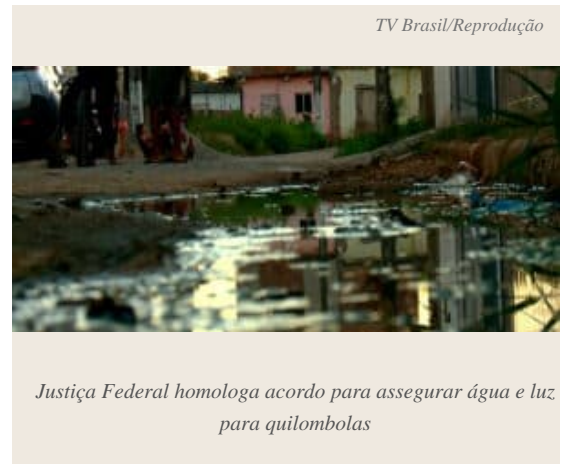 TV Brasil/Reprodução
Justiça Federal homologa acordo para assegurar água e luz
para quilombolas